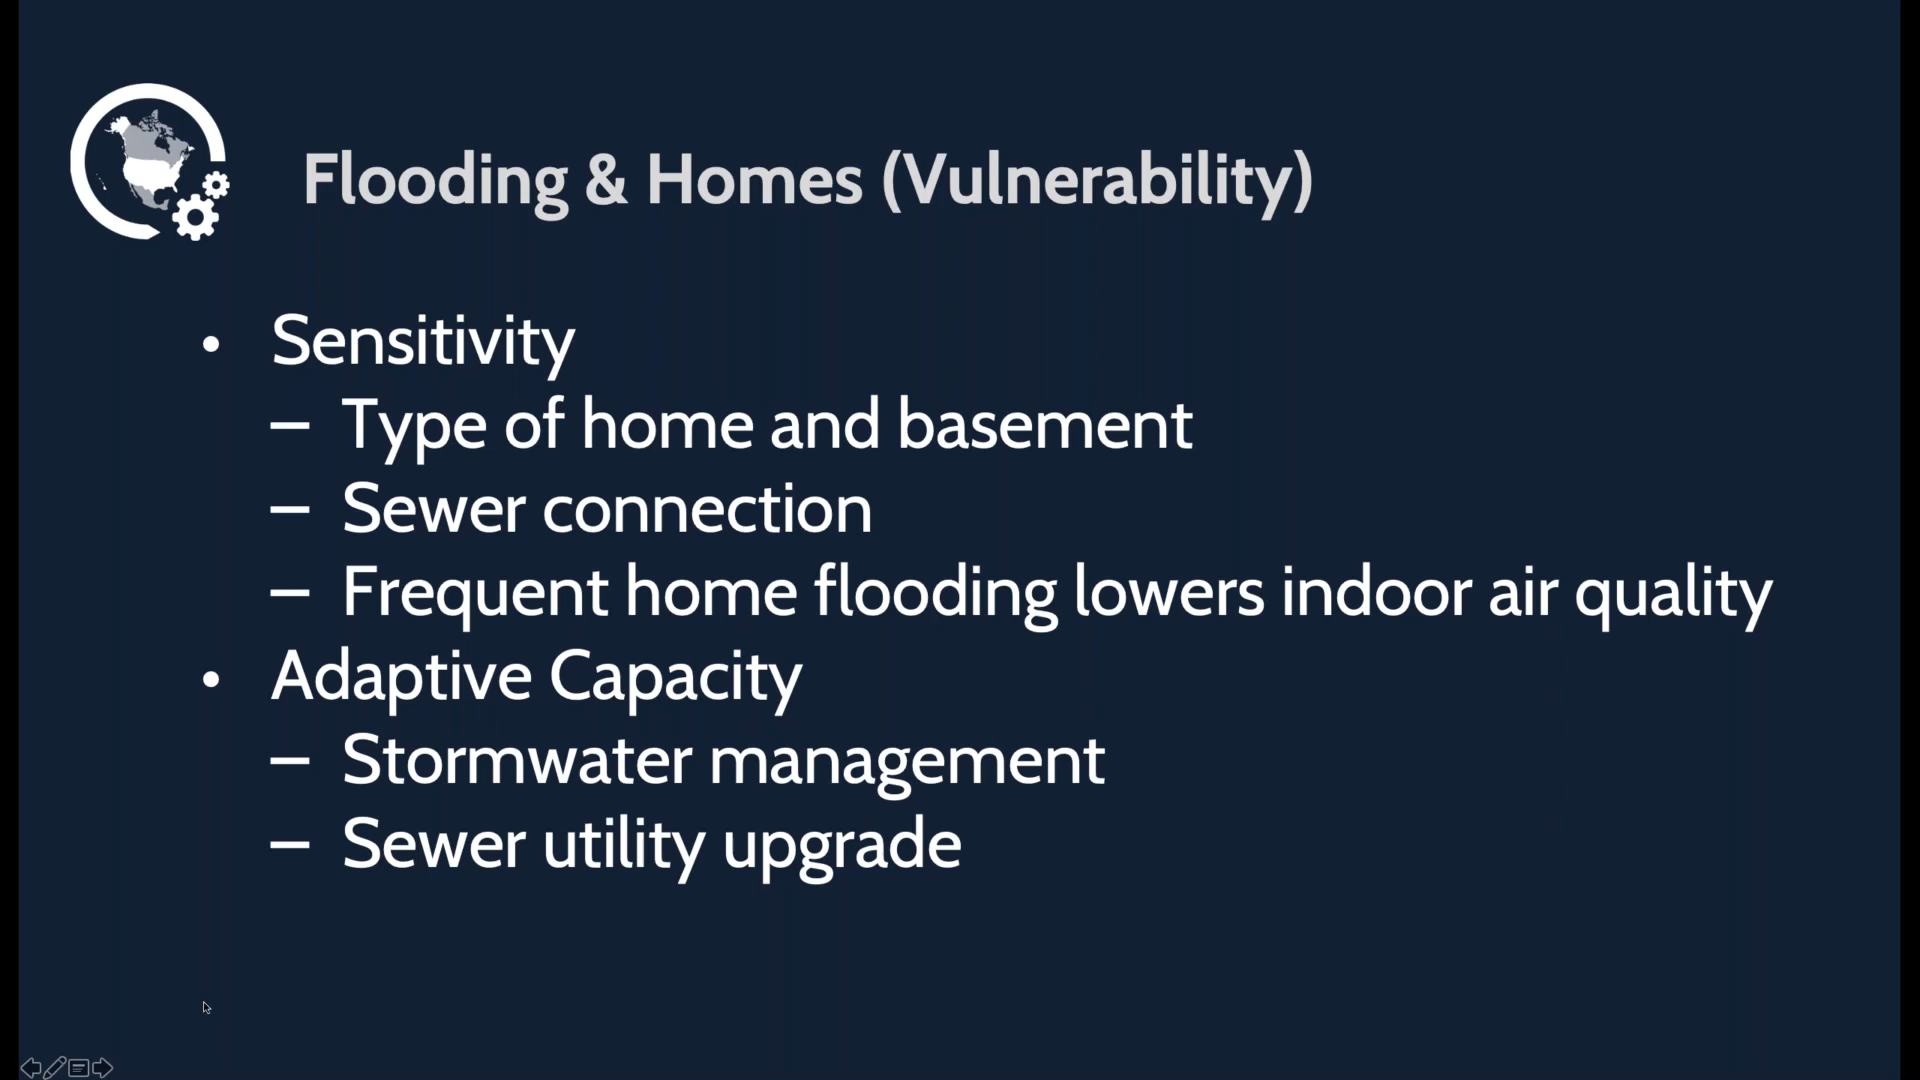 Flooding & Homes (Vulnerability)
• Sensitivity
– Type of home and basement
– Sewer connection
– Frequent home flooding lowers indoor air quality
• Adaptive Capacity
– Stormwater management
– Sewer utility upgrade